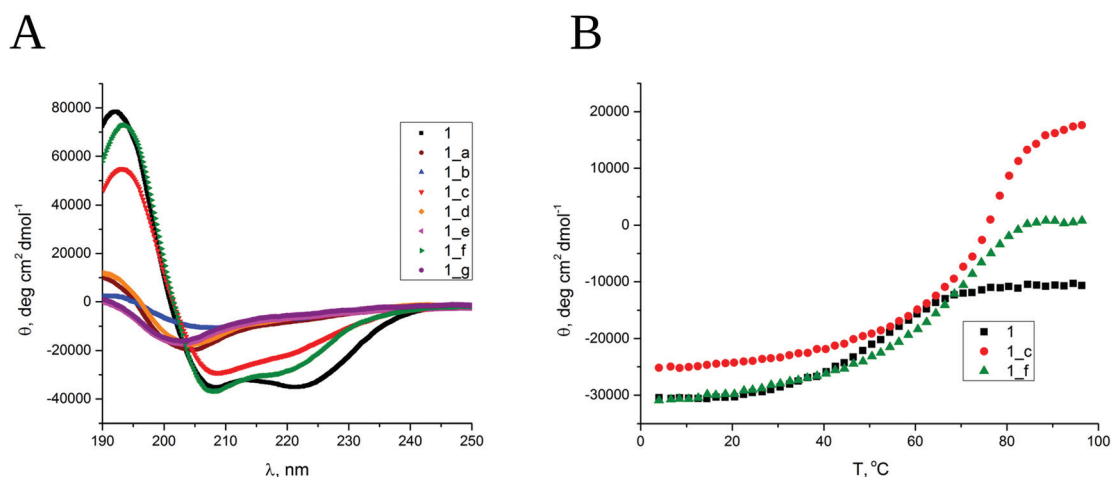 A
θ, deg cm² dmol⁻¹
80000
60000
40000
20000
0
-20000
-40000
190
200
210
220
230
240
250
λ, nm
1
1_a
1_b
1_c
1_d
1_e
1_f
1_g
B
θ, deg cm² dmol⁻¹
20000
10000
0
-10000
-20000
-30000
0
20
40
60
80
100
T, °C
1
1_c
1_f